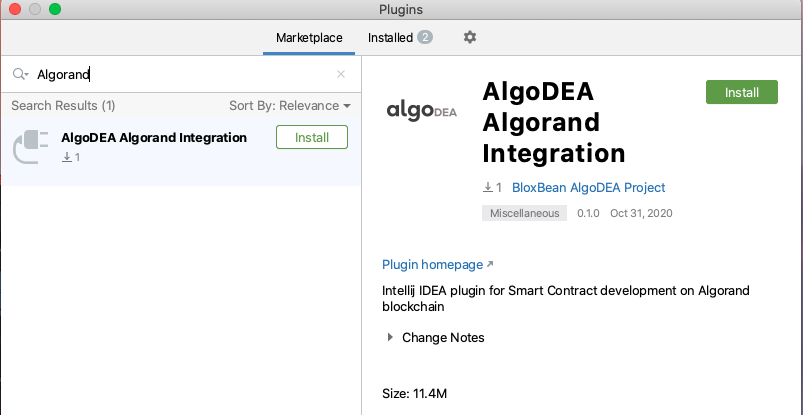 Plugins
Marketplace Installed 2
Algorand
Search Results (1) Sort By: Relevance
AlgoDEA Algorand Integration Install
1
algoDEA
AlgoDEA
Algorand
Integration
Install
1 BloxBean AlgoDEA Project
Miscellaneous 0.1.0 Oct 31, 2020
Plugin homepage
Intellij IDEA plugin for Smart Contract development on Algorand
blockchain
Change Notes
Size: 11.4M